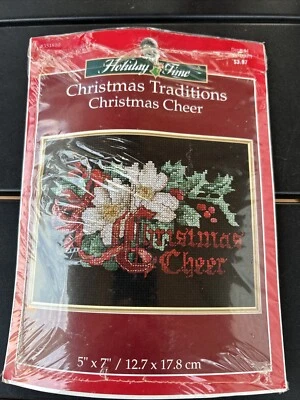 Holiday Time
Christmas Traditions
Christmas Cheer
Christmas
Cheer
5" x 7" / 12.7 x 17.8 cm